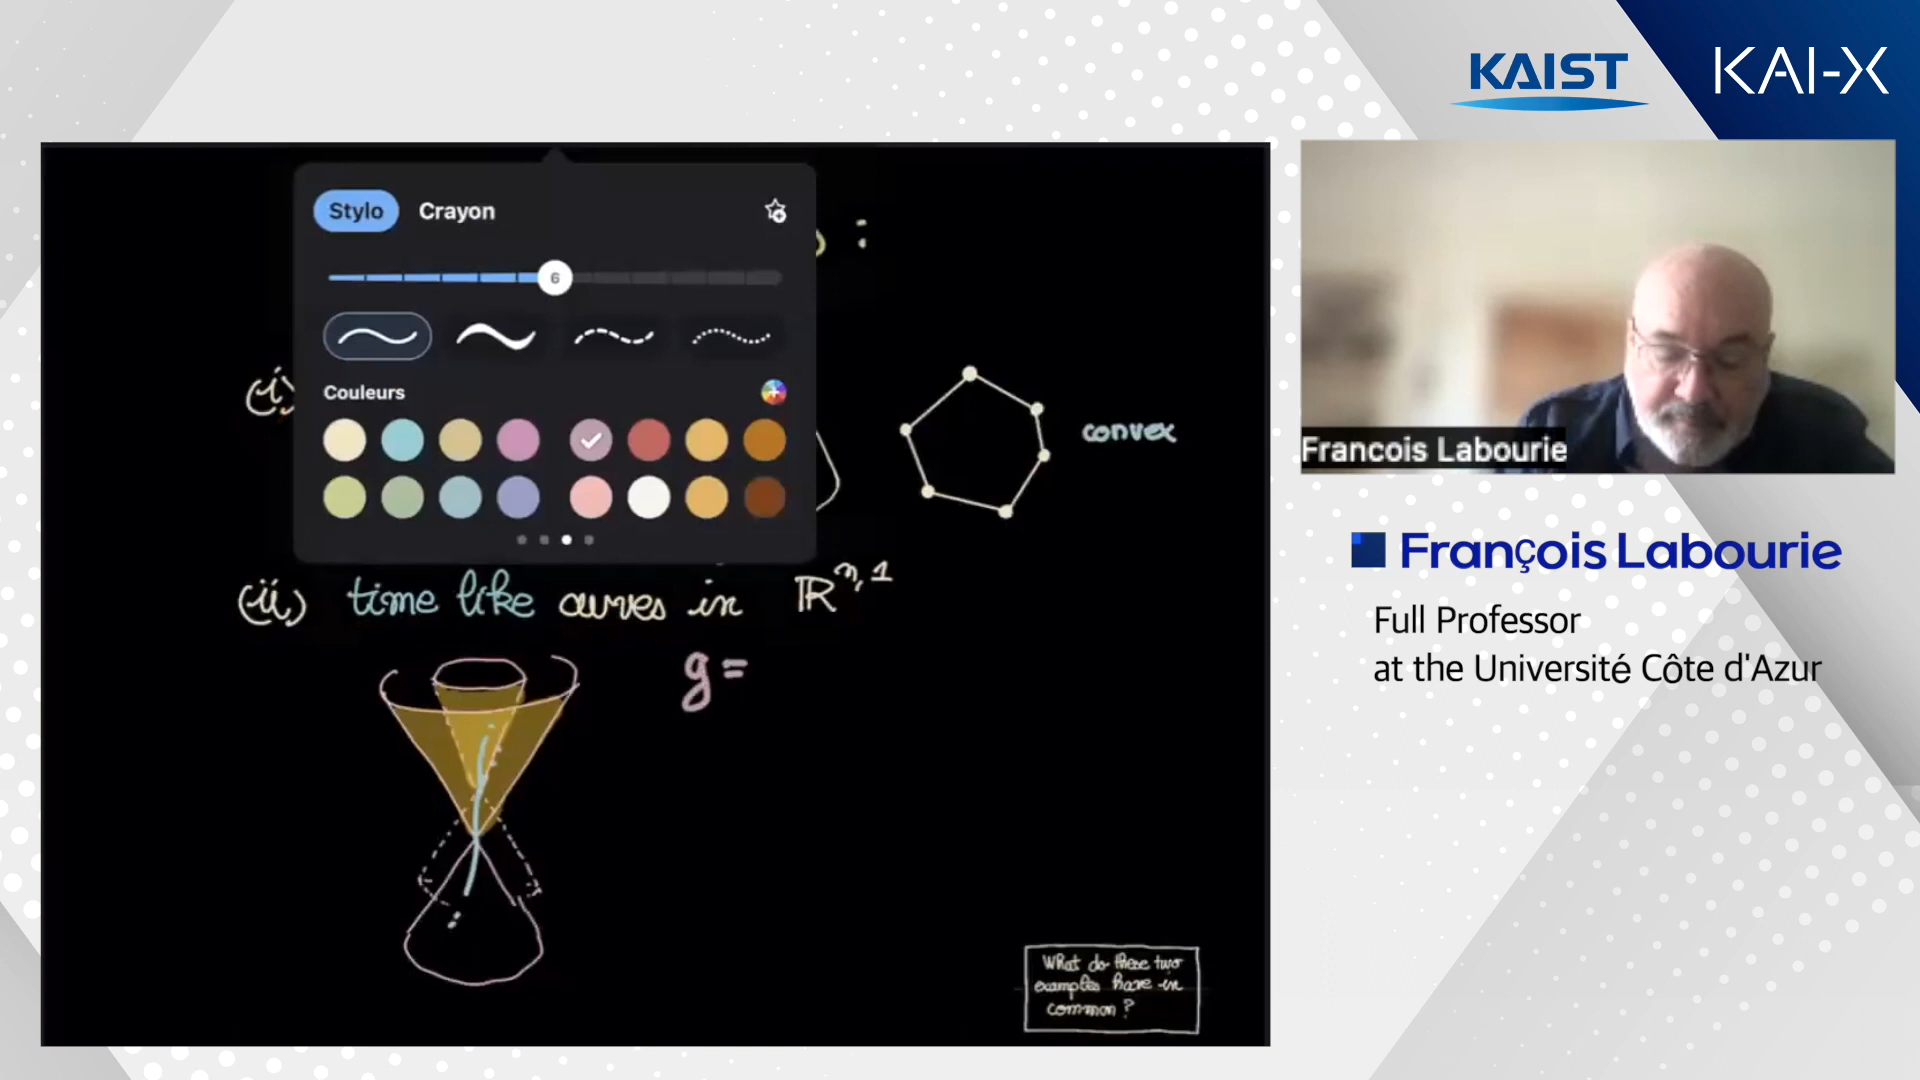 KAIST
KAI-X
Stylo Crayon
:
6
Couleurs
(i)
convex
(ii) time like curves in ℝⁿ,¹
g =
What do these two
examples have in
common ?
Francois Labourie
François Labourie
Full Professor
at the Université Côte d'Azur